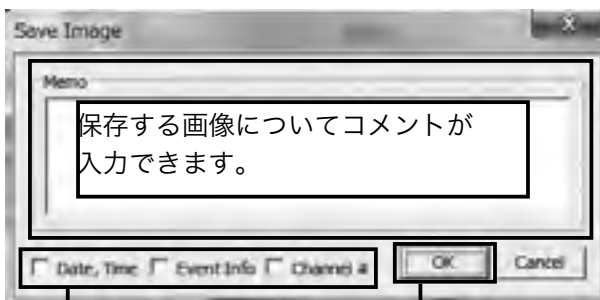 Save Image
Memo
保存する画像についてコメントが
入力できます。
Date, Time Event Info Channel #
OK Cancel